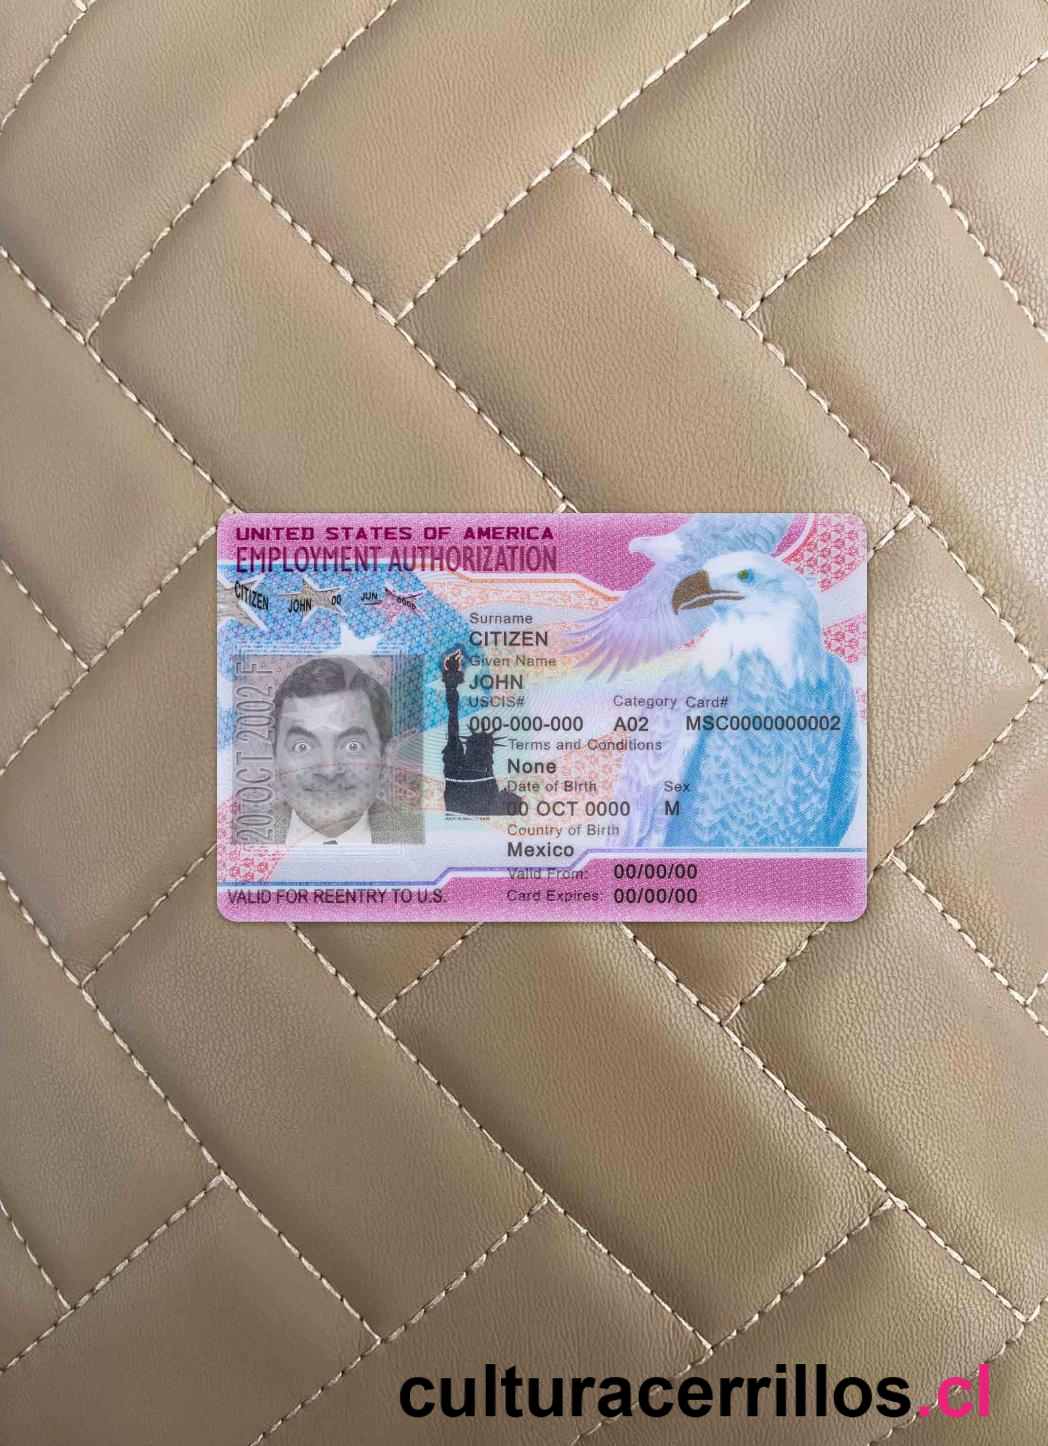 UNITED STATES OF AMERICA
EMPLOYMENT AUTHORIZATION
CITIZEN JOHN 00 JUN
Surname
CITIZEN
Given Name
JOHN
USCIS# Category Card#
000-000-000 A02 MSC0000000002
Terms and Conditions
None
Date of Birth Sex
00 OCT 0000 M
Country of Birth
Mexico
Valid From: 00/00/00
Card Expires: 00/00/00
20 OCT 2002 F
VALID FOR REENTRY TO U.S.
culturacerrillos.cl